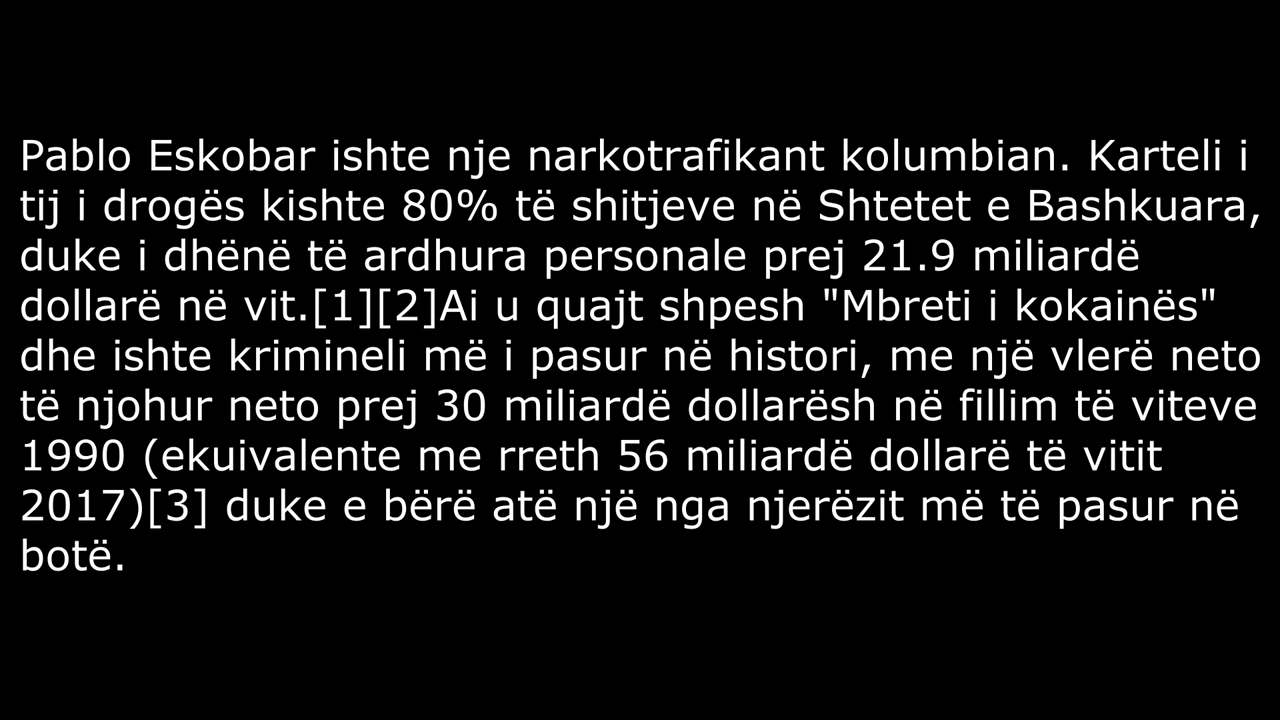 Pablo Eskobar ishte nje narkotrafikant kolumbian. Karteli i
tij i drogës kishte 80% të shitjeve në Shtetet e Bashkuara,
duke i dhënë të ardhura personale prej 21.9 miliardë
dollarë në vit.[1][2]Ai u quajt shpesh "Mbreti i kokainës"
dhe ishte krimineli më i pasur në histori, me një vlerë neto
të njohur neto prej 30 miliardë dollarësh në fillim të viteve
1990 (ekuivalente me rreth 56 miliardë dollarë të vitit
2017)[3] duke e bërë atë një nga njerëzit më të pasur në
botë.